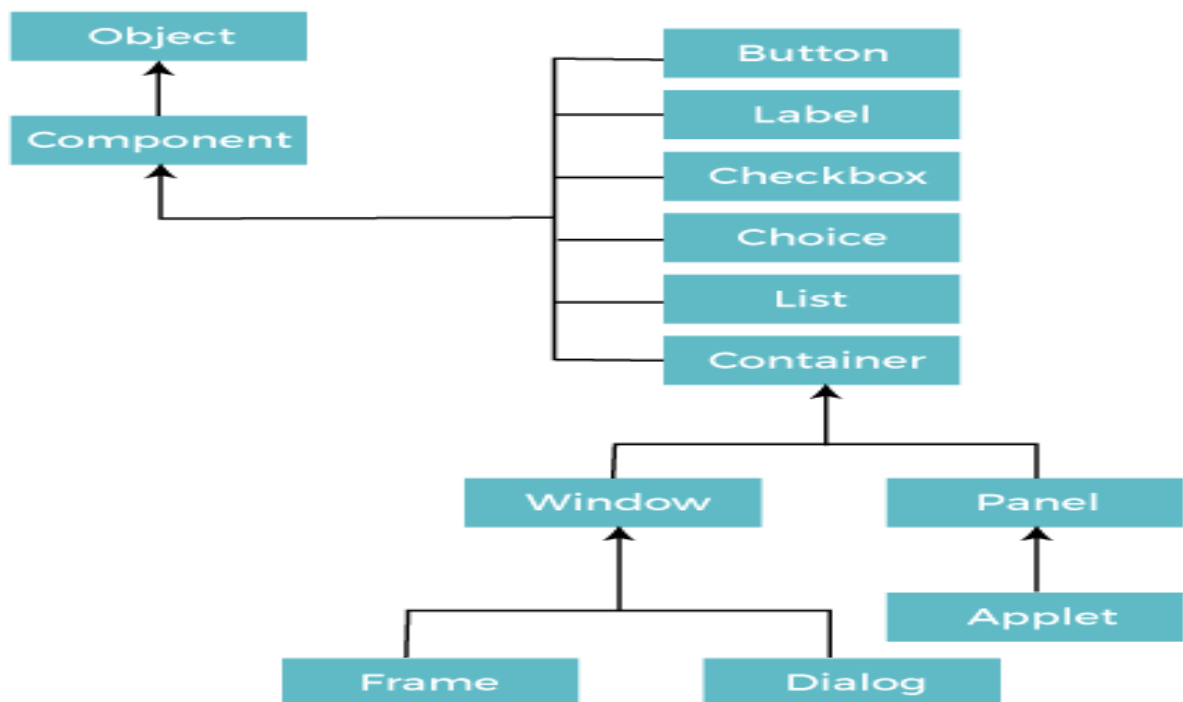 Object
Component
Button
Label
Checkbox
Choice
List
Container
Window
Panel
Applet
Frame
Dialog